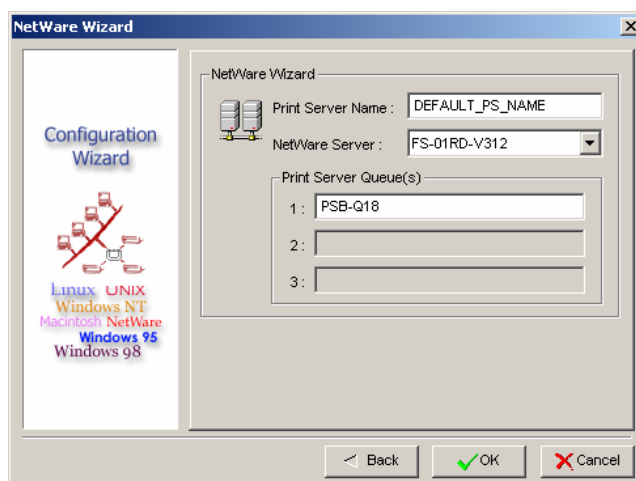 NetWare Wizard
Configuration
Wizard
Linux UNIX
Windows NT
Macintosh NetWare
Windows 95
Windows 98
NetWare Wizard
Print Server Name : DEFAULT_PS_NAME
NetWare Server : FS-01RD-V312
Print Server Queue(s)
1 : PSB-Q18
2 :
3 :
< Back OK Cancel